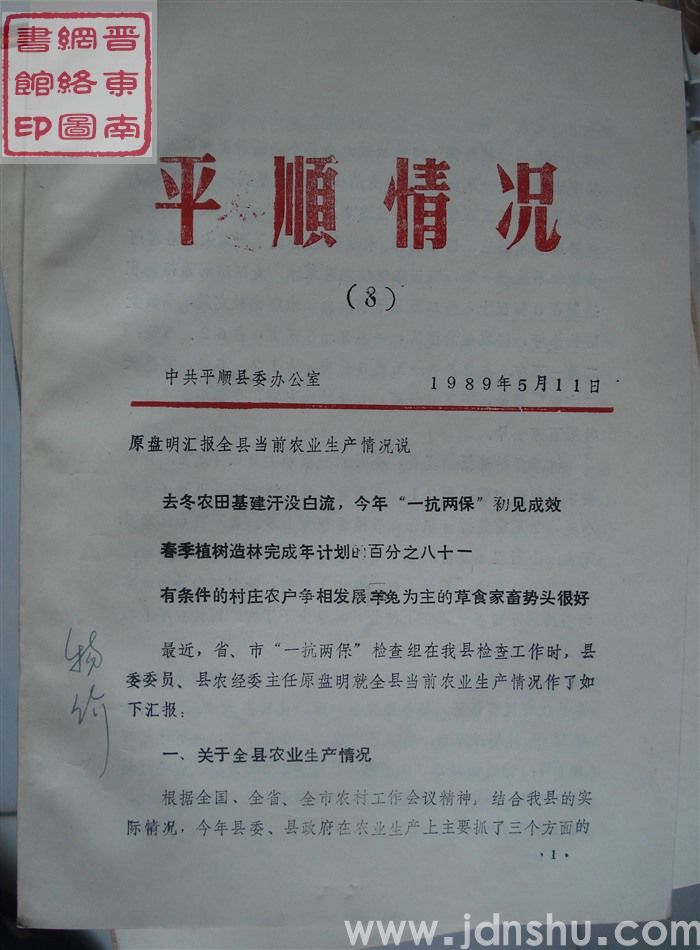 晋東南
網絡圖
書館印
平顺情况
(3)
中共平顺县委办公室 1989年5月11日
原盘明汇报全县当前农业生产情况说
去冬农田基建汗没白流，今年“一抗两保”初见成效
春季植树造林完成年计划的百分之八十一
有条件的村庄农户争相发展羊兔为主的草食家畜势头很好
最近，省、市“一抗两保”检查组在我县检查工作时，县
委委员、县农经委主任原盘明就全县当前农业生产情况作了如
下汇报：
一、关于全县农业生产情况
根据全国、全省、全市农村工作会议精神，结合我县的实
际情况，今年县委、县政府在农业生产上主要抓了三个方面的
·1·
www.jdnshu.com